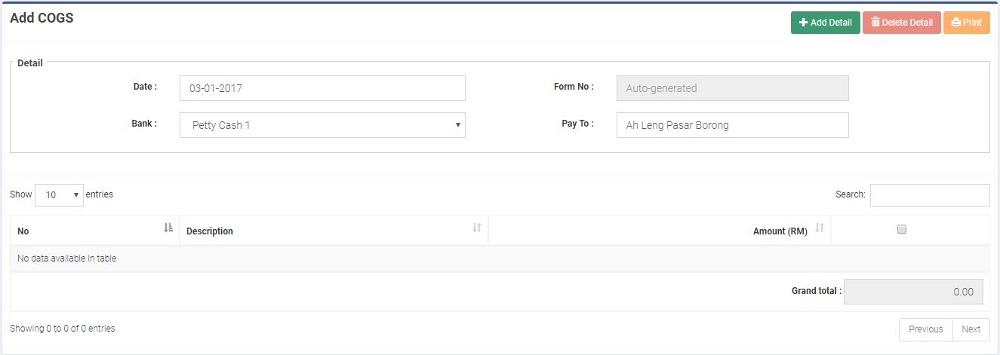 Add COGS
Add Detail Delete Detail Print
Detail
Date : 03-01-2017 Form No : Auto-generated
Bank : Petty Cash 1 Pay To : Ah Leng Pasar Borong
Show 10 entries Search:
No Description Amount (RM)
No data available in table
Grand total : 0.00
Showing 0 to 0 of 0 entries
Previous Next